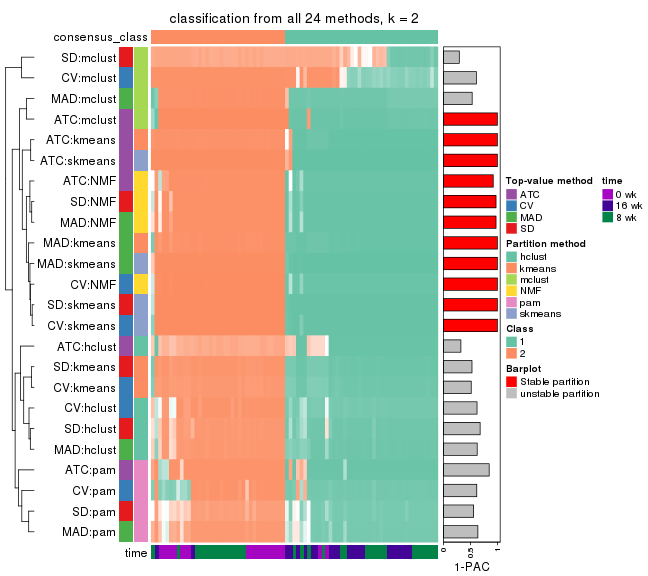 classification from all 24 methods, k = 2
consensus_class
SD:mclust
CV:mclust
MAD:mclust
ATC:mclust
ATC:kmeans
ATC:skmeans
ATC:NMF
SD:NMF
MAD:NMF
MAD:kmeans
MAD:skmeans
CV:NMF
SD:skmeans
CV:skmeans
ATC:hclust
SD:kmeans
CV:kmeans
CV:hclust
SD:hclust
MAD:hclust
ATC:pam
CV:pam
SD:pam
MAD:pam
time
0 0.5 1
1-PAC
Top-value method
ATC
CV
MAD
SD
Partition method
hclust
kmeans
mclust
NMF
pam
skmeans
Class
1
2
Barplot
Stable partition
unstable partition
time
0 wk
16 wk
8 wk